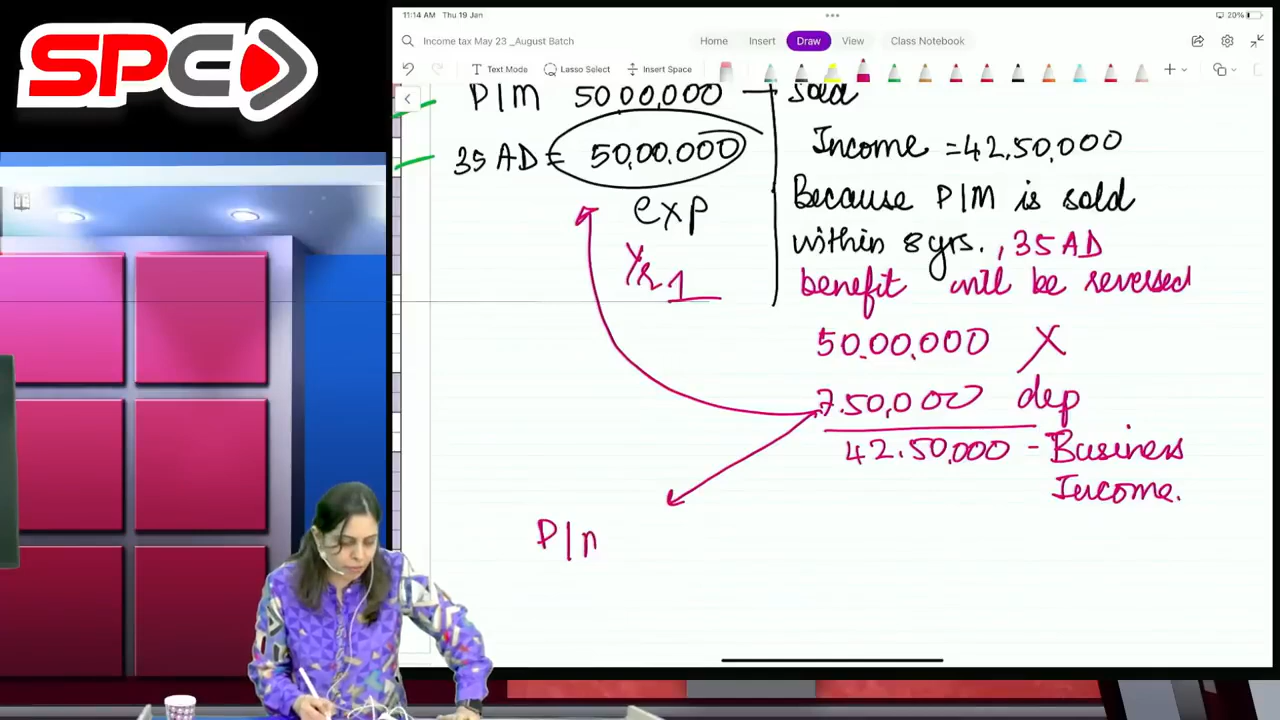 SPC
11:14 AM Thu 19 Jan
20%
Income tax May 23 _August Batch
Home Insert Draw View Class Notebook
Text Mode Lasso Select Insert Space
P|M 50,00,000 sold
35 AD = 50,00,000
exp
Yr 1
Income = 42,50,000
Because P|M is sold
within 8 yrs. , 35 AD
benefit will be reversed
50,00,000 X
7.50,000 dep
42.50,000 - Business
Income.
P|n